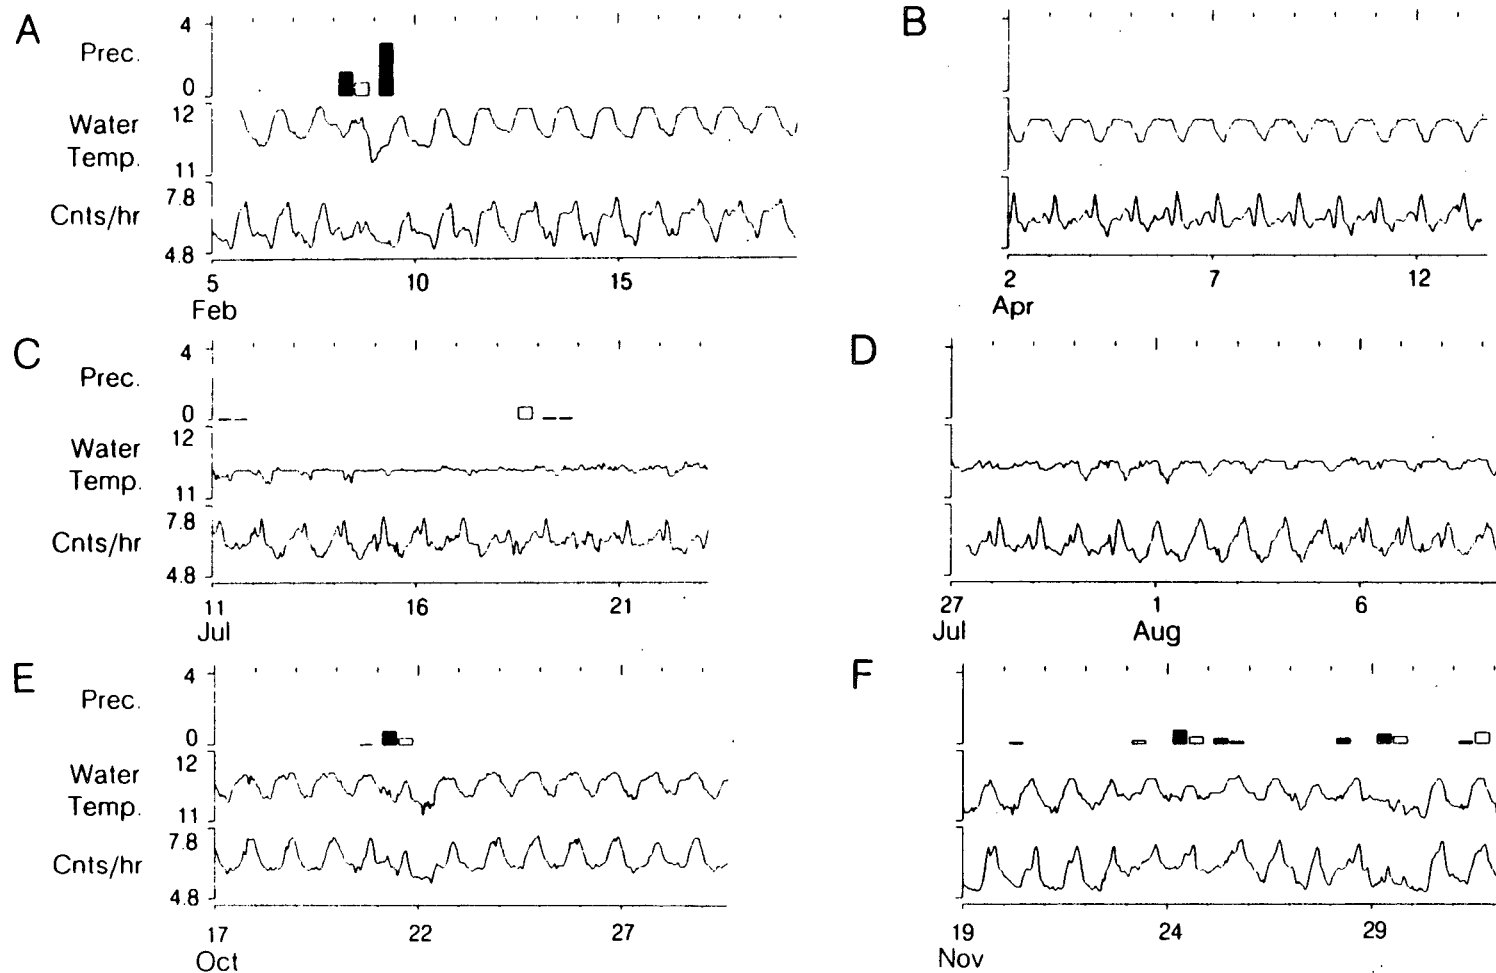 A
Prec.
4
0
Water
Temp.
12
11
Cnts/hr
7.8
4.8
5
10
15
Feb
B
2
7
12
Apr
C
Prec.
4
0
Water
Temp.
12
11
Cnts/hr
7.8
4.8
11
16
21
Jul
D
27
1
6
Jul
Aug
E
Prec.
4
0
Water
Temp.
12
11
Cnts/hr
7.8
4.8
17
22
27
Oct
F
19
24
29
Nov